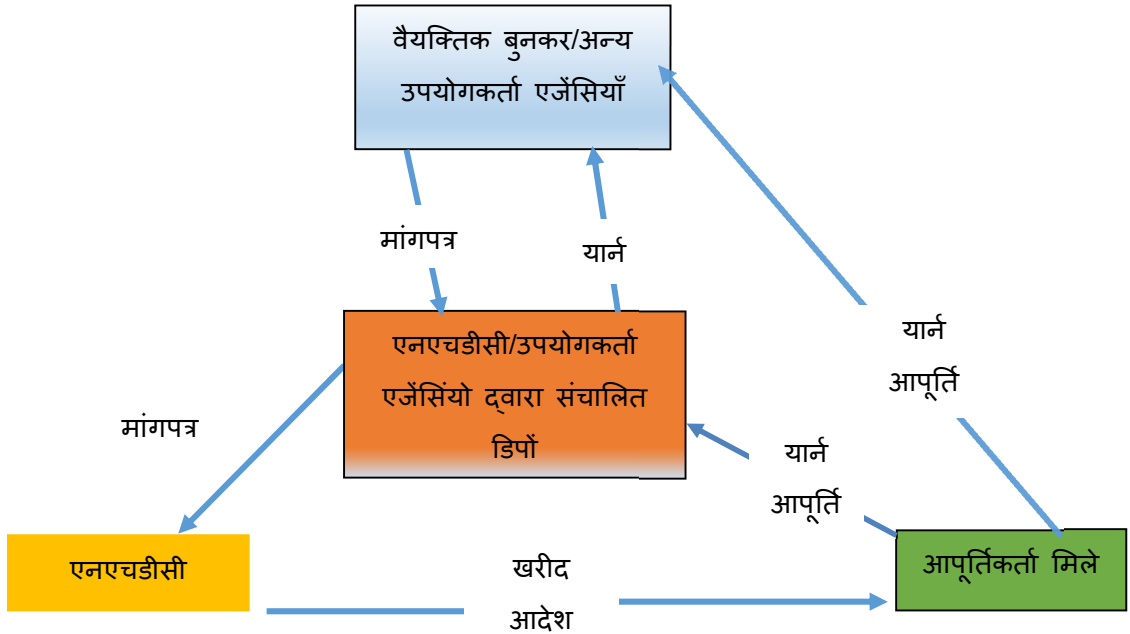 वैयक्तिक बुनकर/अन्य
उपयोगकर्ता एजेंसियाँ
मांगपत्र
यार्न
एनएचडीसी/उपयोगकर्ता
एजेंसिंयो द्वारा संचालित
डिपों
यार्न
आपूर्ति
मांगपत्र
यार्न
आपूर्ति
एनएचडीसी
खरीद
आदेश
आपूर्तिकर्ता मिले